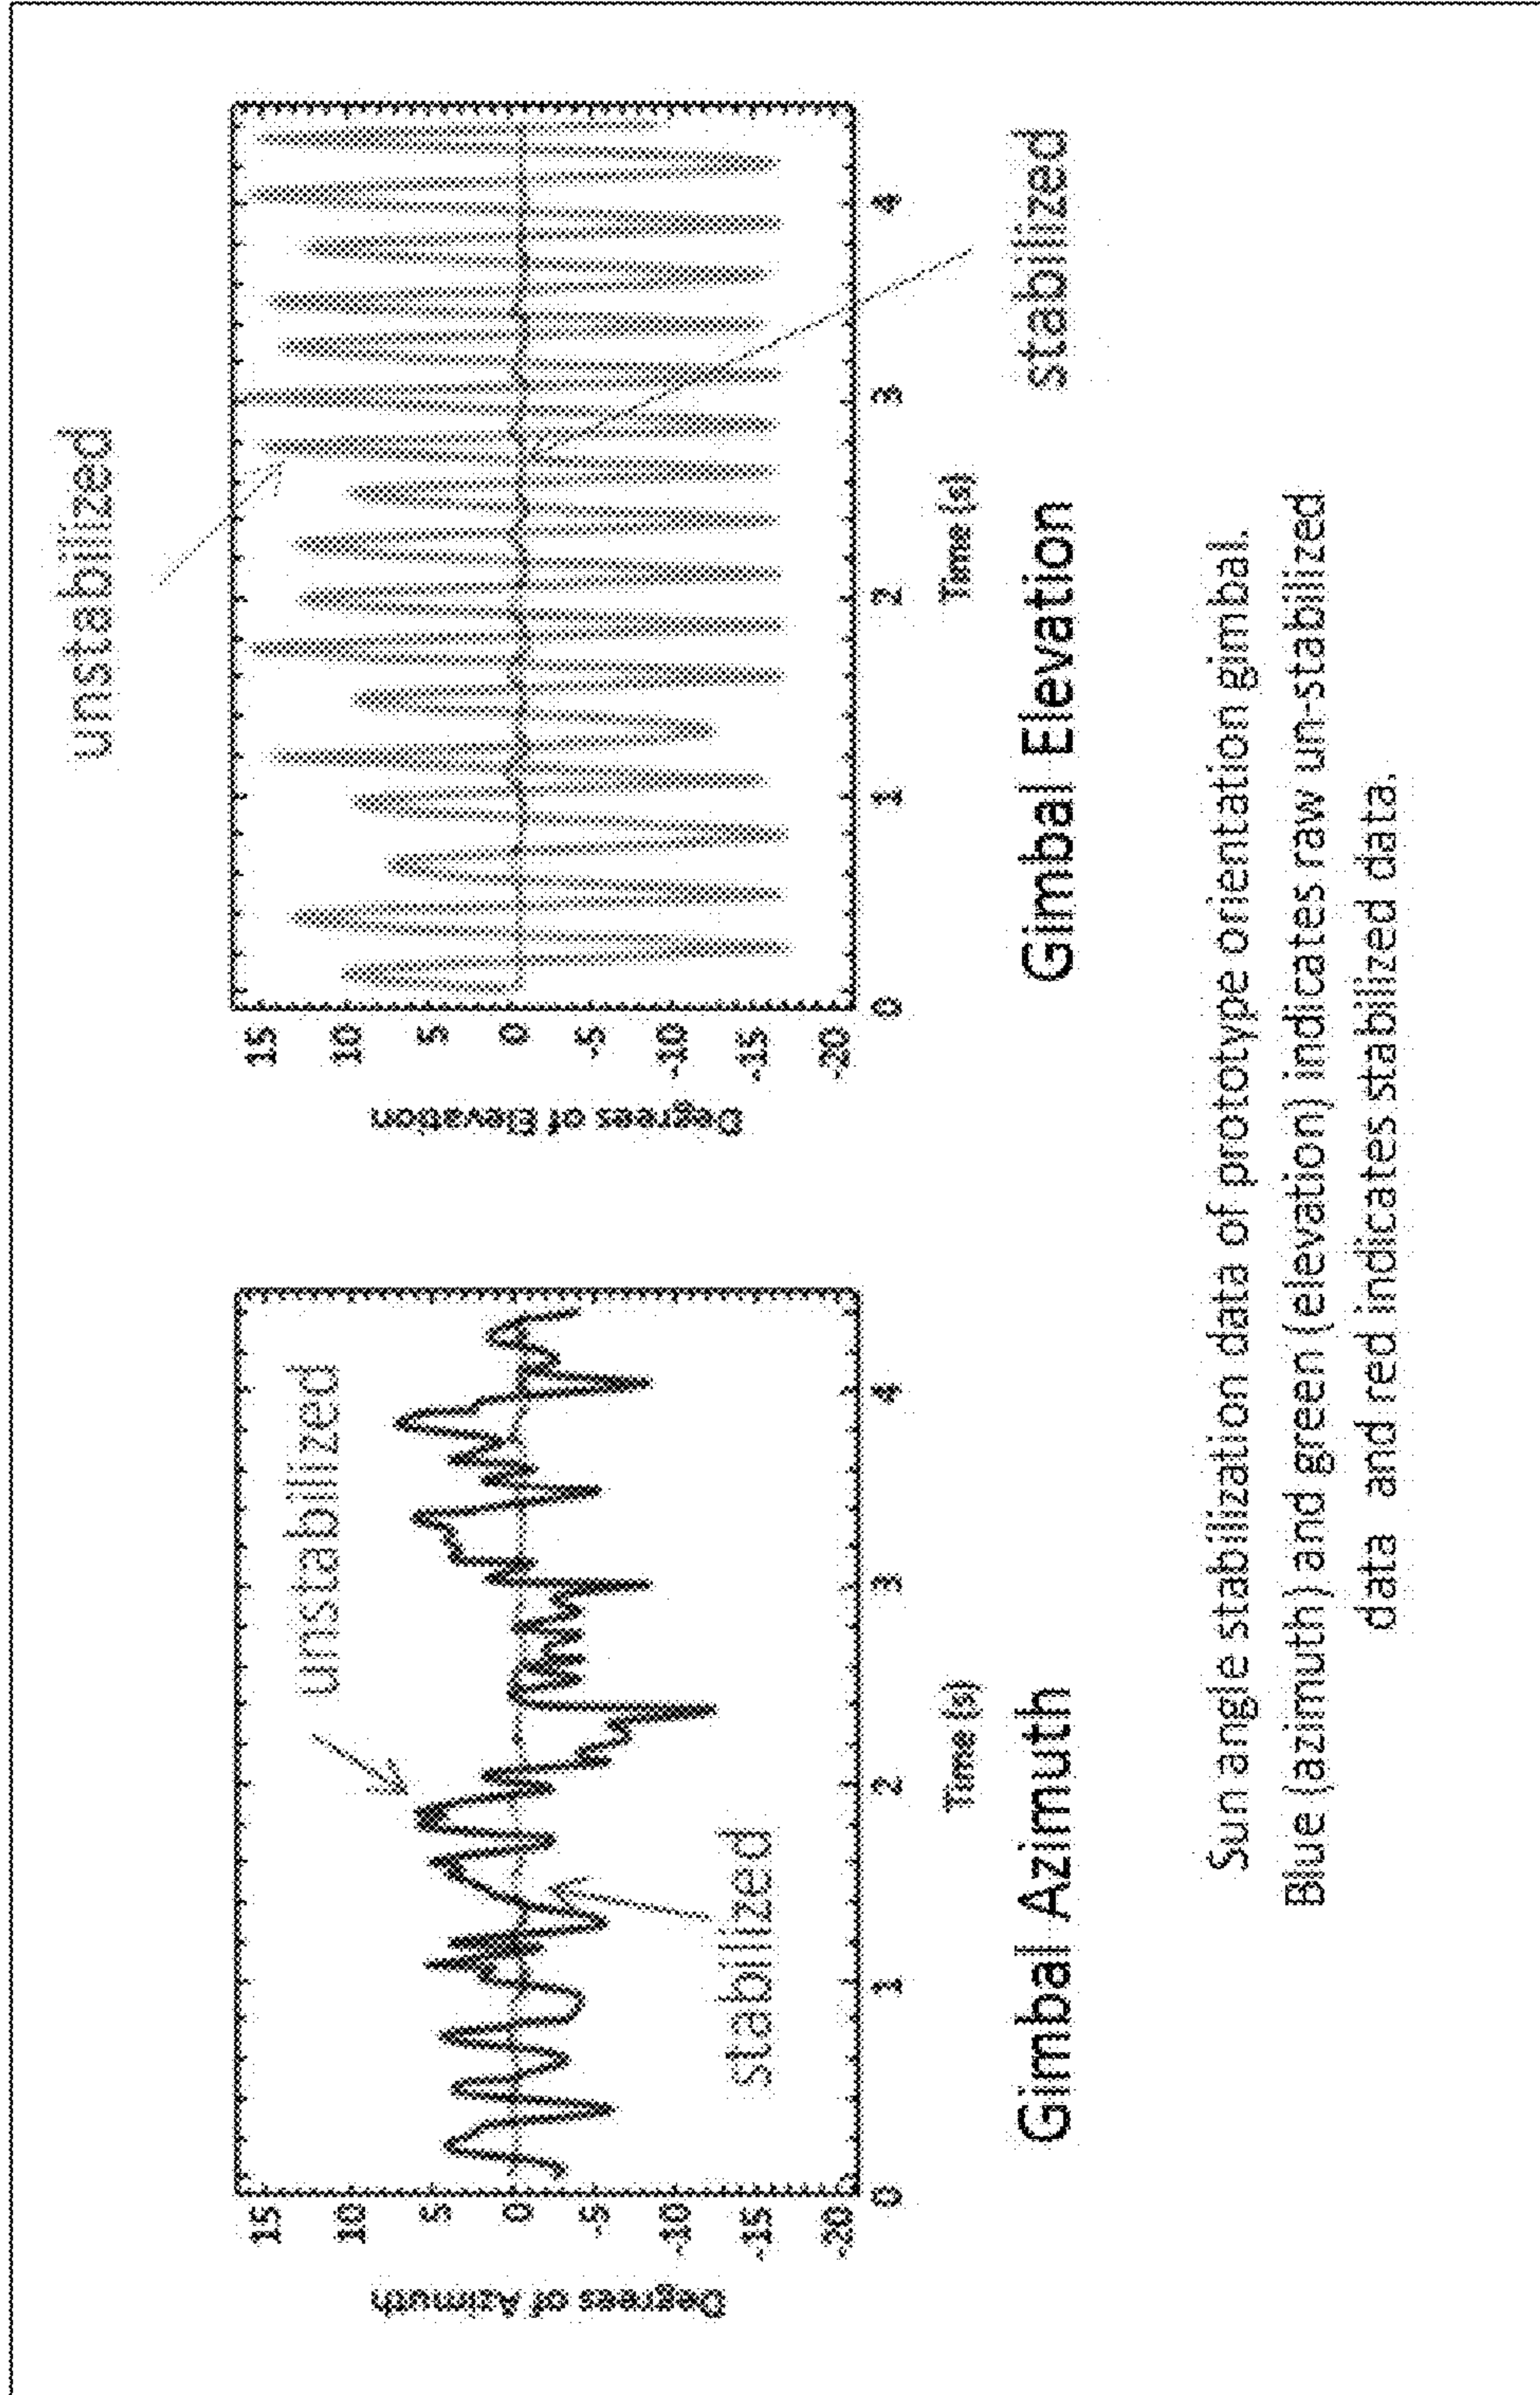 unstabilized
unstabilized
stabilized
Degrees of Azimuth
15
10
5
0
-5
-10
-15
-20
0
1
2
3
4
Time (s)
Gimbal Azimuth
Degrees of Elevation
15
10
5
0
-5
-10
-15
-20
0
1
2
3
4
Time (s)
Gimbal Elevation
stabilized
Sun angle stabilization data of prototype orientation gimbal.
Blue (azimuth) and green (elevation) indicates raw un-stabilized
data and red indicates stabilized data.